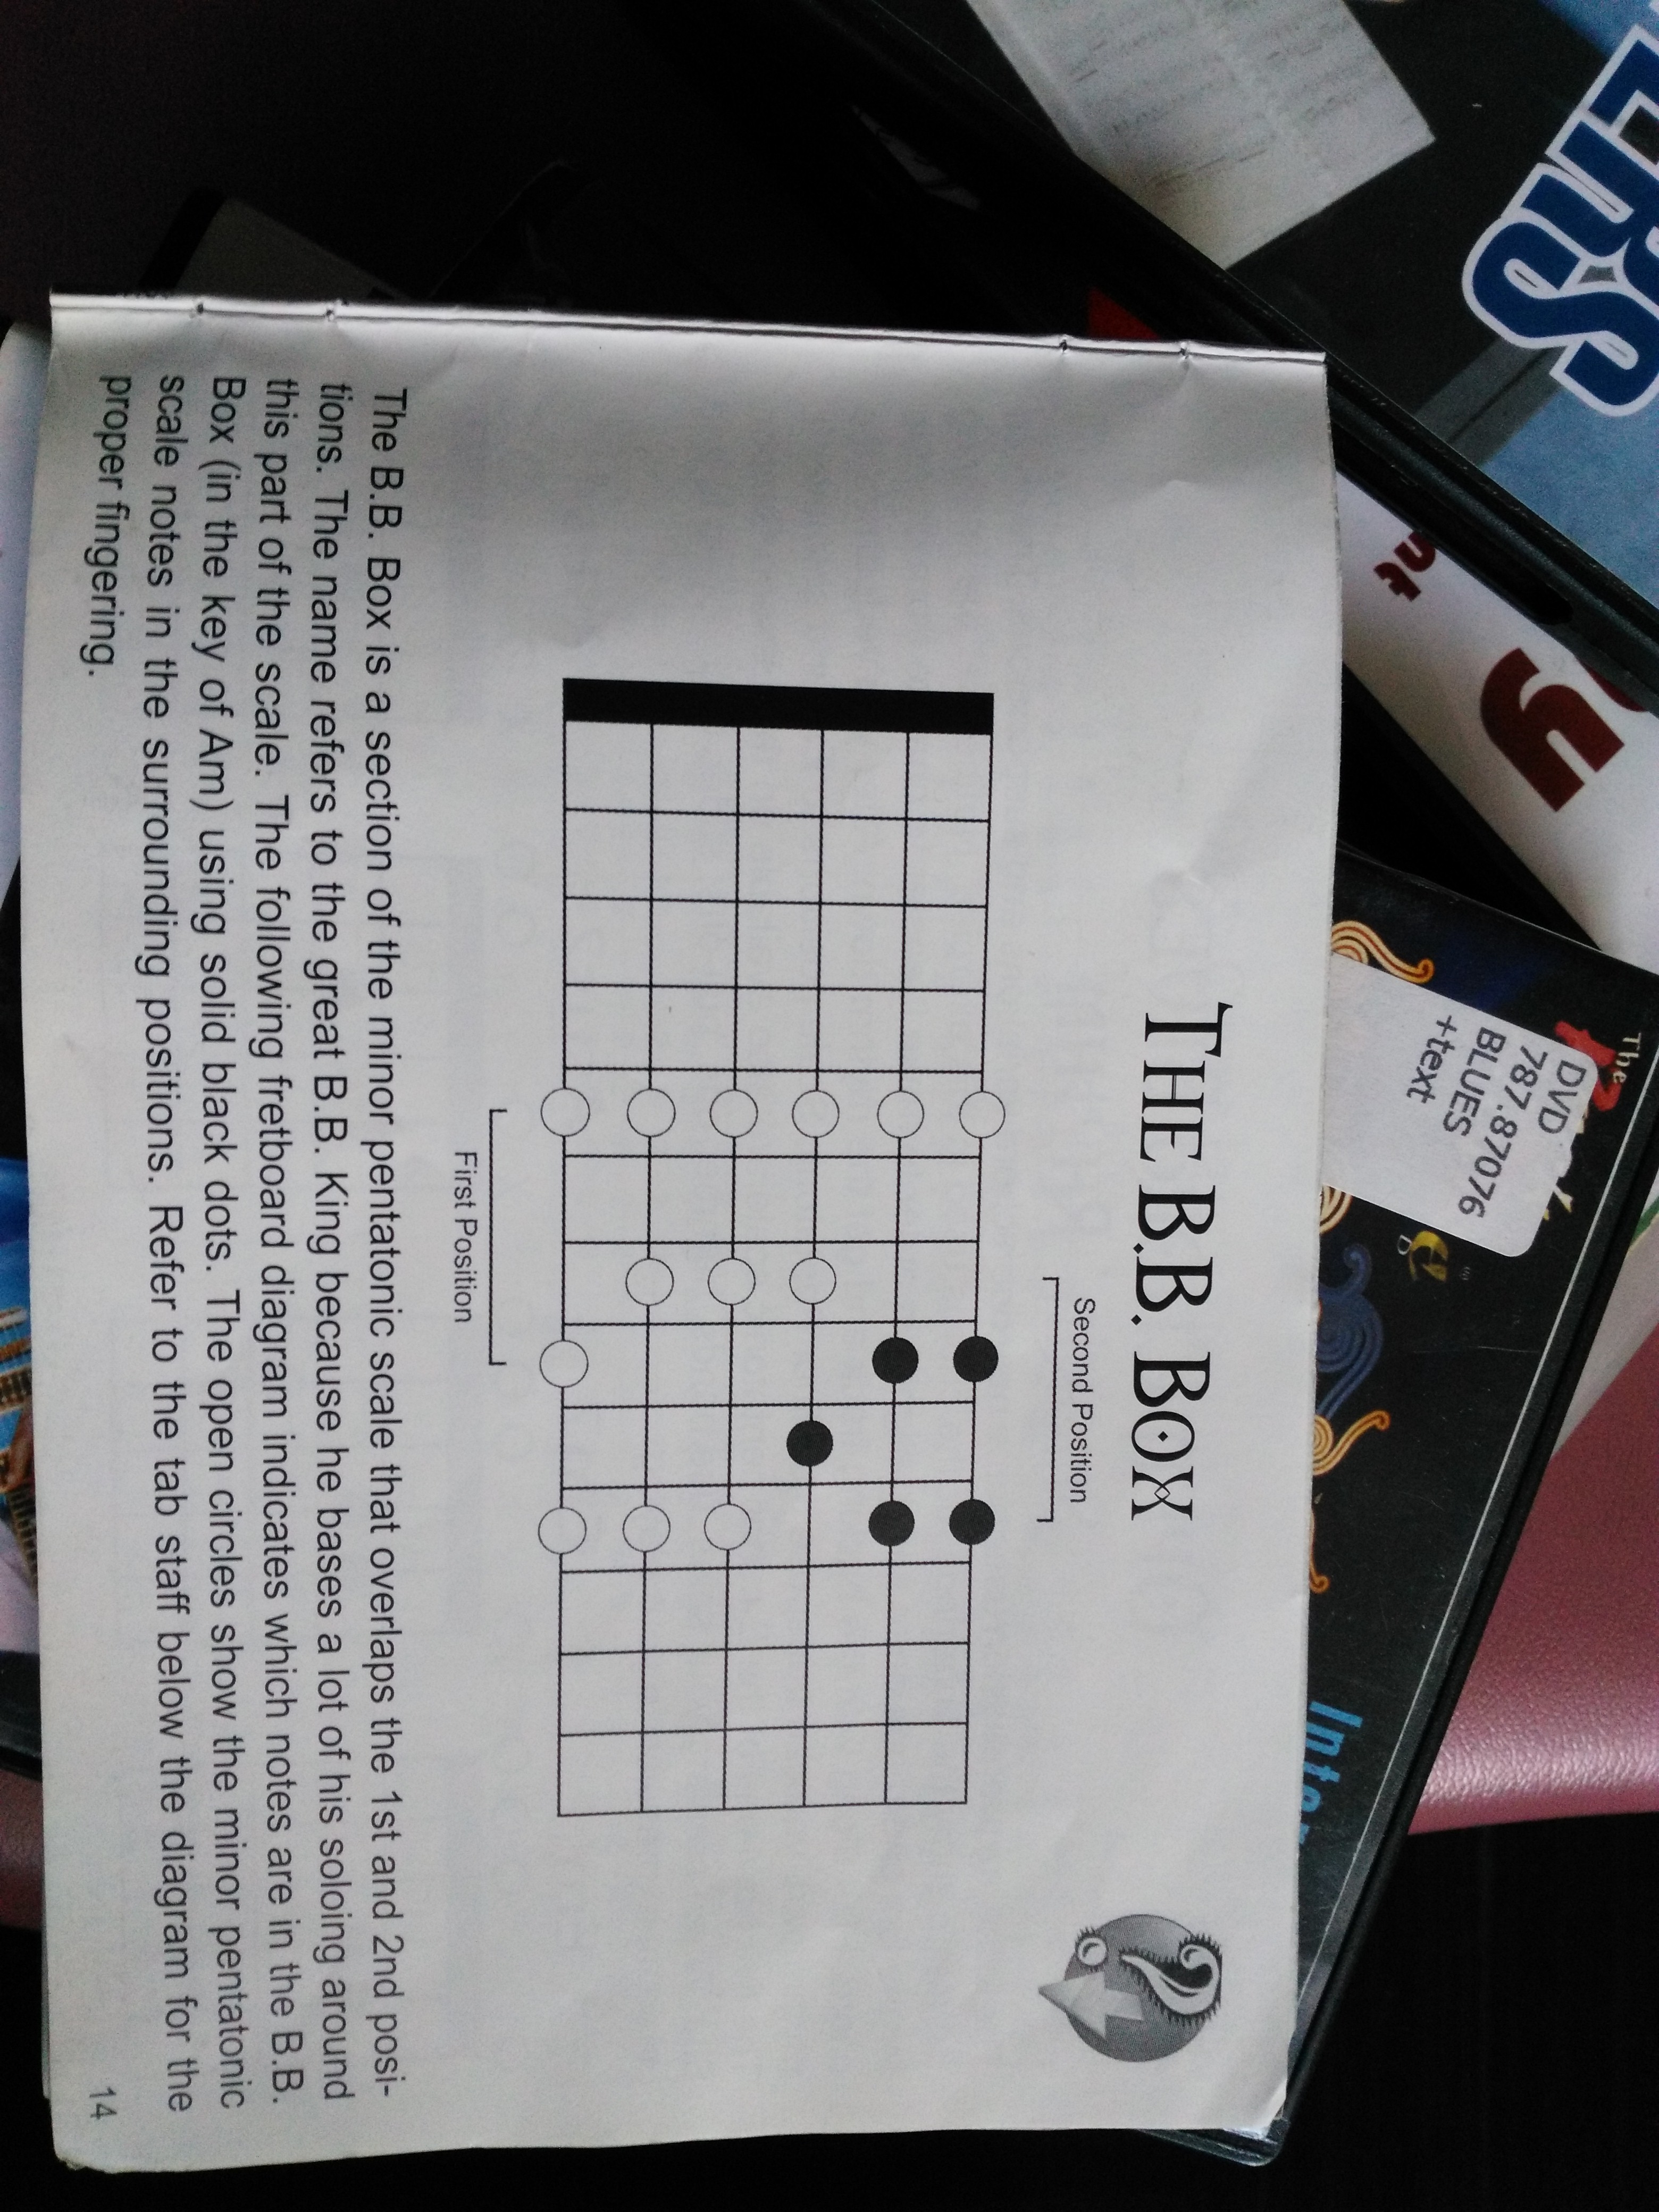 THE B.B. BOX
Second Position
First Position
The B.B. Box is a section of the minor pentatonic scale that overlaps the 1st and 2nd posi-
tions. The name refers to the great B.B. King because he bases a lot of his soloing around
this part of the scale. The following fretboard diagram indicates which notes are in the B.B.
Box (in the key of Am) using solid black dots. The open circles show the minor pentatonic
scale notes in the surrounding positions. Refer to the tab staff below the diagram for the
proper fingering.
14
The
DVD
787.87076
BLUES
+text